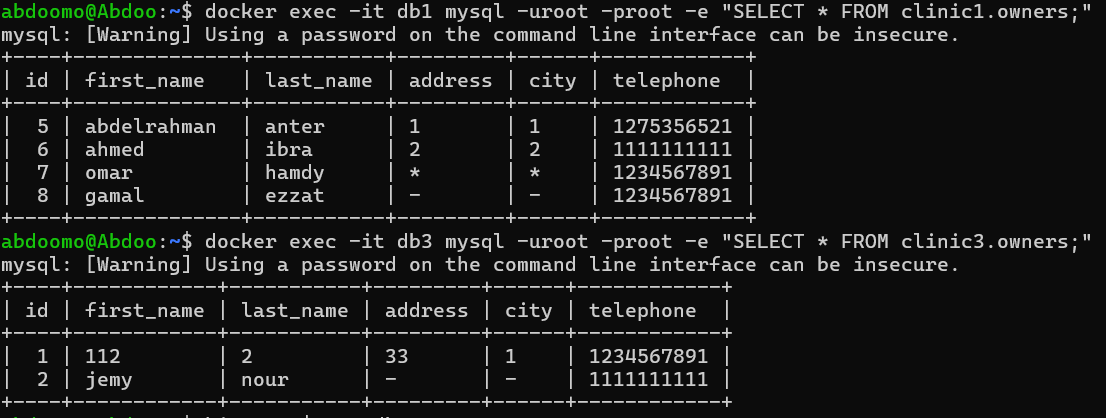 abdoomo@Abdoo:~$ docker exec -it db1 mysql -uroot -proot -e "SELECT * FROM clinic1.owners;"
mysql: [Warning] Using a password on the command line interface can be insecure.
+----+--------------+-----------+---------+------+------------+
| id | first_name   | last_name | address | city | telephone  |
+----+--------------+-----------+---------+------+------------+
|  5 | abdelrahman  | anter     | 1       | 1    | 1275356521 |
|  6 | ahmed        | ibra      | 2       | 2    | 1111111111 |
|  7 | omar         | hamdy     | *       | *    | 1234567891 |
|  8 | gamal        | ezzat     | -       | -    | 1234567891 |
+----+--------------+-----------+---------+------+------------+
abdoomo@Abdoo:~$ docker exec -it db3 mysql -uroot -proot -e "SELECT * FROM clinic3.owners;"
mysql: [Warning] Using a password on the command line interface can be insecure.
+----+------------+-----------+---------+------+------------+
| id | first_name | last_name | address | city | telephone  |
+----+------------+-----------+---------+------+------------+
|  1 | 112        | 2         | 33      | 1    | 1234567891 |
|  2 | jemy       | nour      | -       | -    | 1111111111 |
+----+------------+-----------+---------+------+------------+